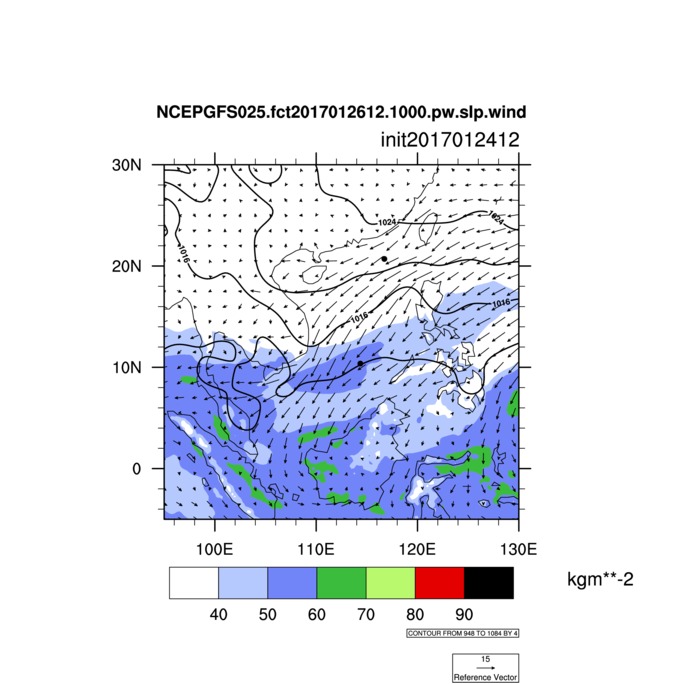 NCEPGFS025.fct2017012612.1000.pw.slp.wind
init2017012412
30N
1024
1024
1016
20N
1016
1016
10N
0
100E 110E 120E 130E
kgm**-2
40 50 60 70 80 90
CONTOUR FROM 948 TO 1084 BY 4
15
Reference Vector